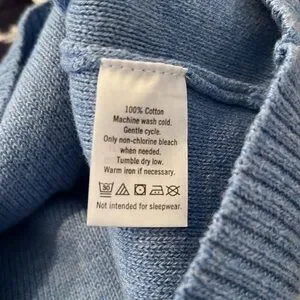 100% Cotton
Machine wash cold.
Gentle cycle.
Only non-chlorine bleach
when needed.
Tumble dry low.
Warm iron if necessary.
30
Not intended for sleepwear.